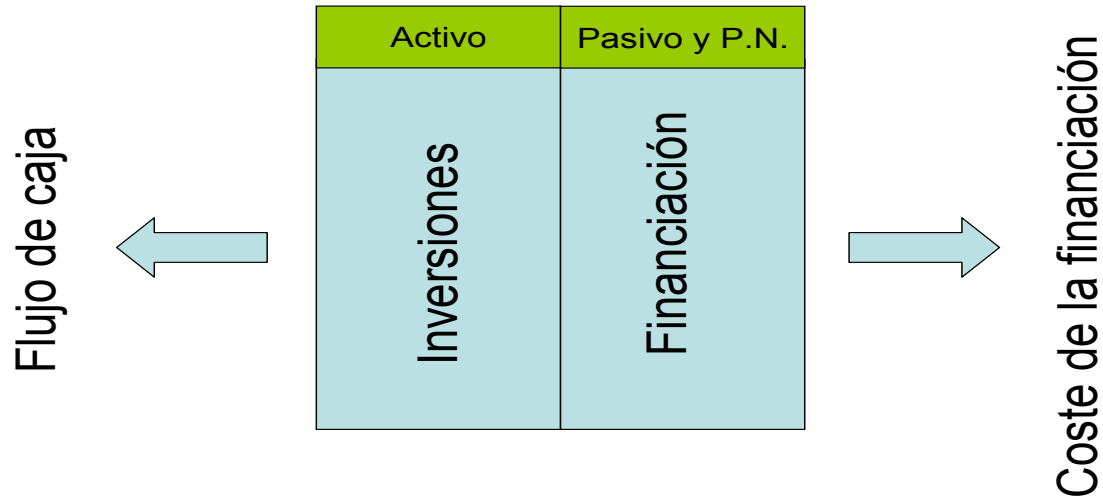 Activo
Pasivo y P.N.
Flujo de caja
Inversiones
Financiación
Coste de la financiación